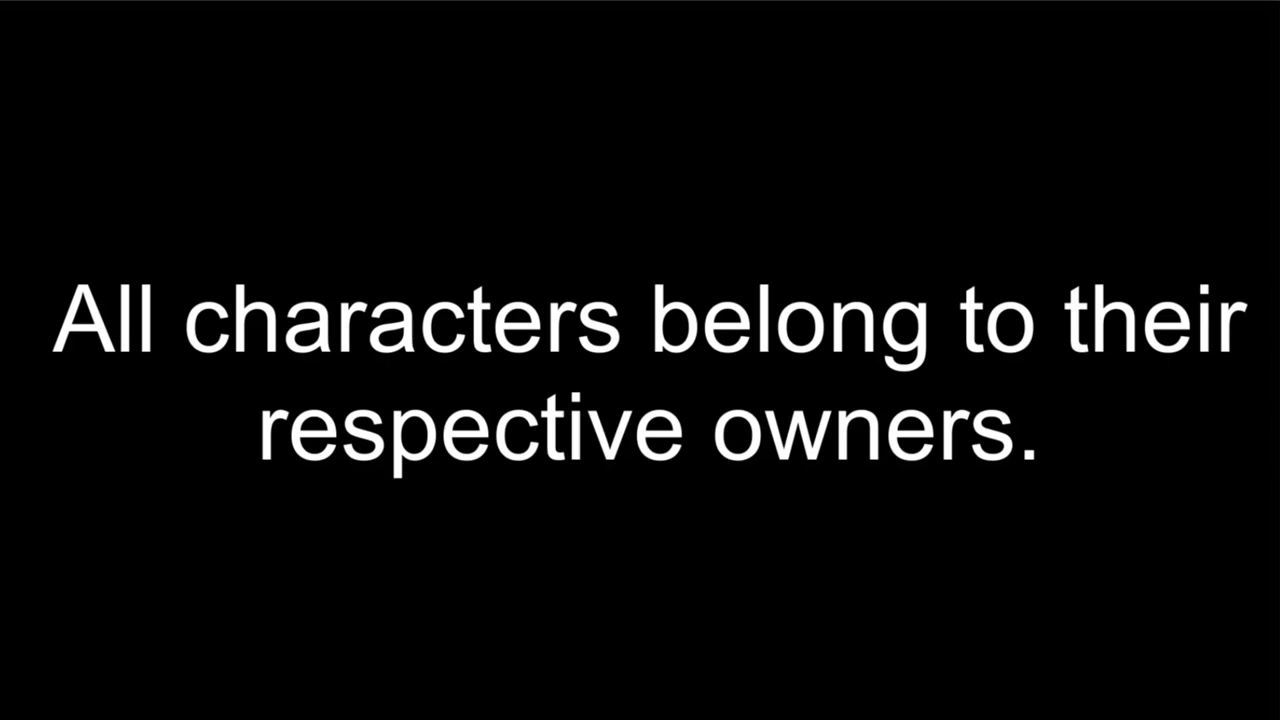 All characters belong to their
respective owners.